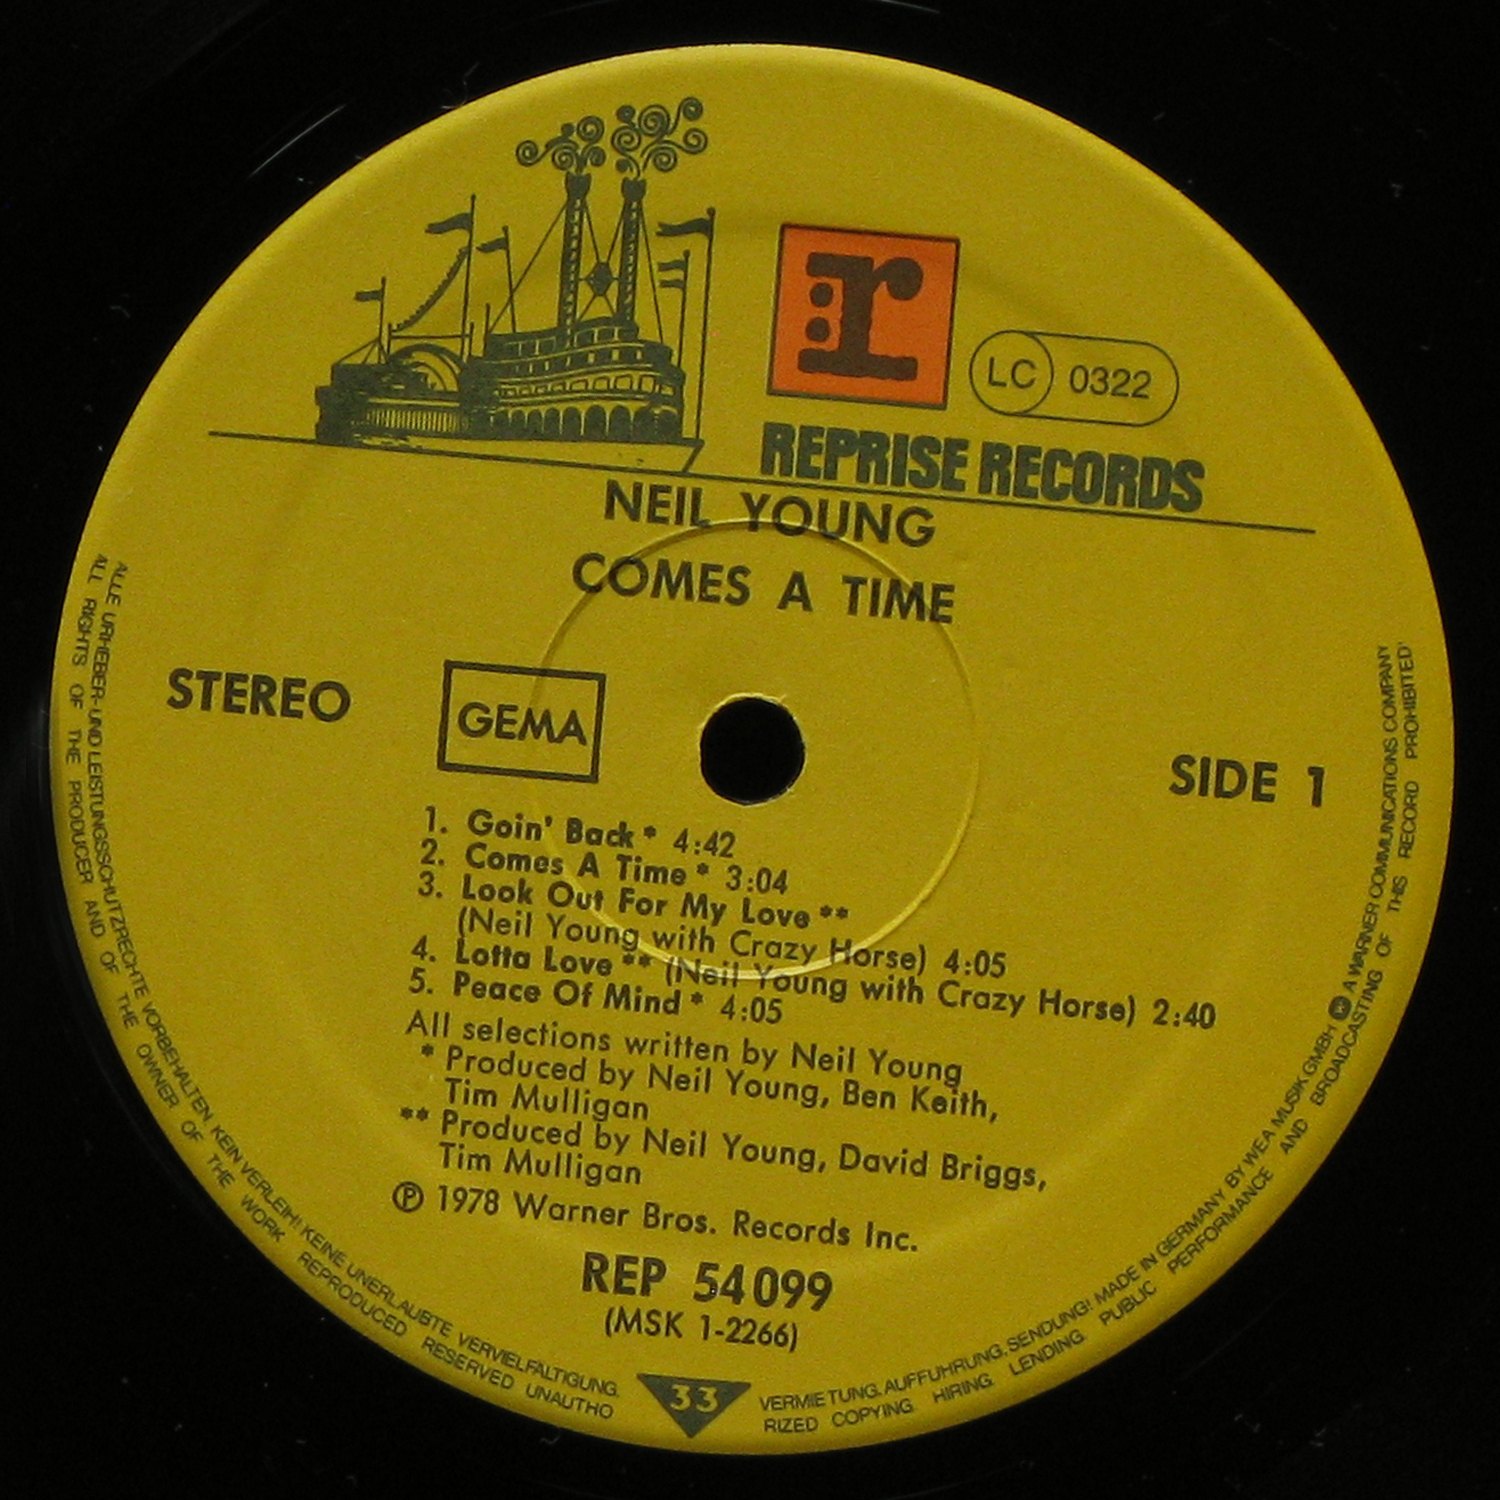 r:
LC 0322
REPRISE RECORDS
NEIL YOUNG
COMES A TIME
STEREO
GEMA
SIDE 1
1. Goin' Back * 4:42
2. Comes A Time * 3:04
3. Look Out For My Love **
(Neil Young with Crazy Horse) 4:05
4. Lotta Love ** (Neil Young with Crazy Horse) 2:40
5. Peace Of Mind * 4:05
All selections written by Neil Young
* Produced by Neil Young, Ben Keith,
Tim Mulligan
** Produced by Neil Young, David Briggs,
Tim Mulligan
℗ 1978 Warner Bros. Records Inc.
REP 54 099
(MSK 1-2266)
33
ALLE URHEBER- UND LEISTUNGSSCHUTZRECHTE VORBEHALTEN. KEIN VERLEIH! KEINE UNERLAUBTE VERVIELFÄLTIGUNG. VERMIETUNG. AUFFÜHRUNG. SENDUNG! MADE IN GERMANY BY WEA MUSIK GMBH A WARNER COMMUNICATIONS COMPANY
ALL RIGHTS OF THE PRODUCER AND OF THE OWNER OF THE WORK REPRODUCED RESERVED UNAUTHO RIZED COPYING. HIRING. LENDING. PUBLIC PERFORMANCE AND BROADCASTING OF THIS RECORD PROHIBITED'